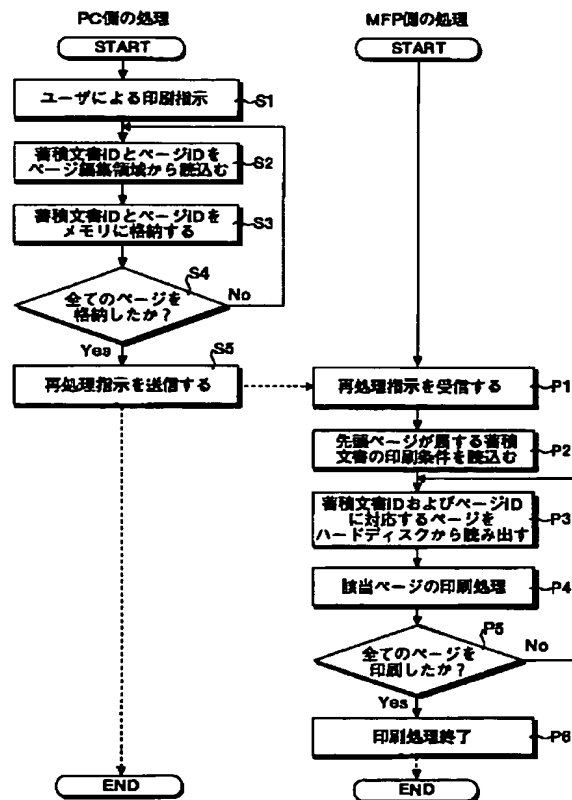 PC側の処理
START
ユーザによる印刷指示
S1
蓄積文書IDとページIDを
ページ編集領域から読込む
S2
蓄積文書IDとページIDを
メモリに格納する
S3
S4
全てのページを
格納したか？
No
Yes
S5
再処理指示を送信する
END
MFP側の処理
START
再処理指示を受信する
P1
先頭ページが属する蓄積
文書の印刷条件を読込む
P2
蓄積文書IDおよびページID
に対応するページを
ハードディスクから読み出す
P3
該当ページの印刷処理
P4
P5
全てのページを
印刷したか？
No
Yes
印刷処理終了
P6
END